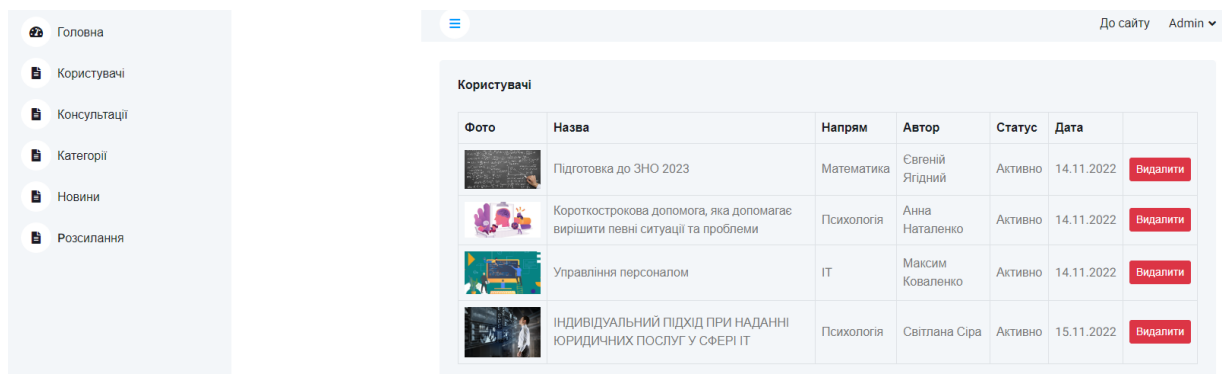 Головна
Користувачі
Консультації
Категорії
Новини
Розсилання
До сайту Admin
Користувачі
Фото Назва Напрям Автор Статус Дата
Підготовка до ЗНО 2023 Математика Євгеній Ягідний Активно 14.11.2022 Видалити
Короткострокова допомога, яка допомагає
вирішити певні ситуації та проблеми Психологія Анна Наталенко Активно 14.11.2022 Видалити
Управління персоналом IT Максим Коваленко Активно 14.11.2022 Видалити
ІНДИВІДУАЛЬНИЙ ПІДХІД ПРИ НАДАННІ
ЮРИДИЧНИХ ПОСЛУГ У СФЕРІ ІТ Психологія Світлана Сіра Активно 15.11.2022 Видалити